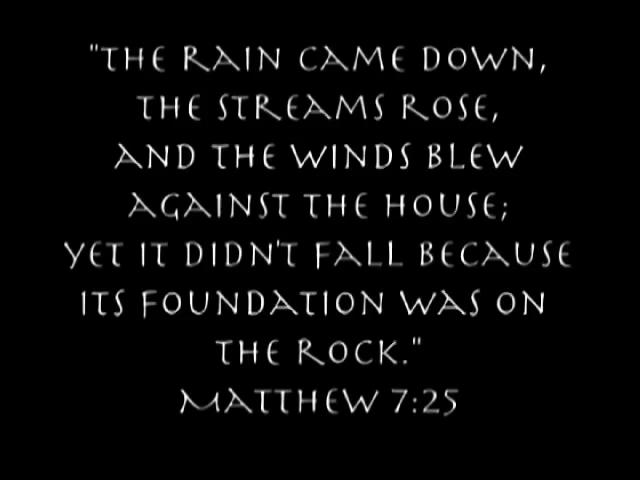 "THE RAIN CAME DOWN,
THE STREAMS ROSE,
AND THE WINDS BLEW
AGAINST THE HOUSE;
YET IT DIDN'T FALL BECAUSE
ITS FOUNDATION WAS ON
THE ROCK."
MATTHEW 7:25